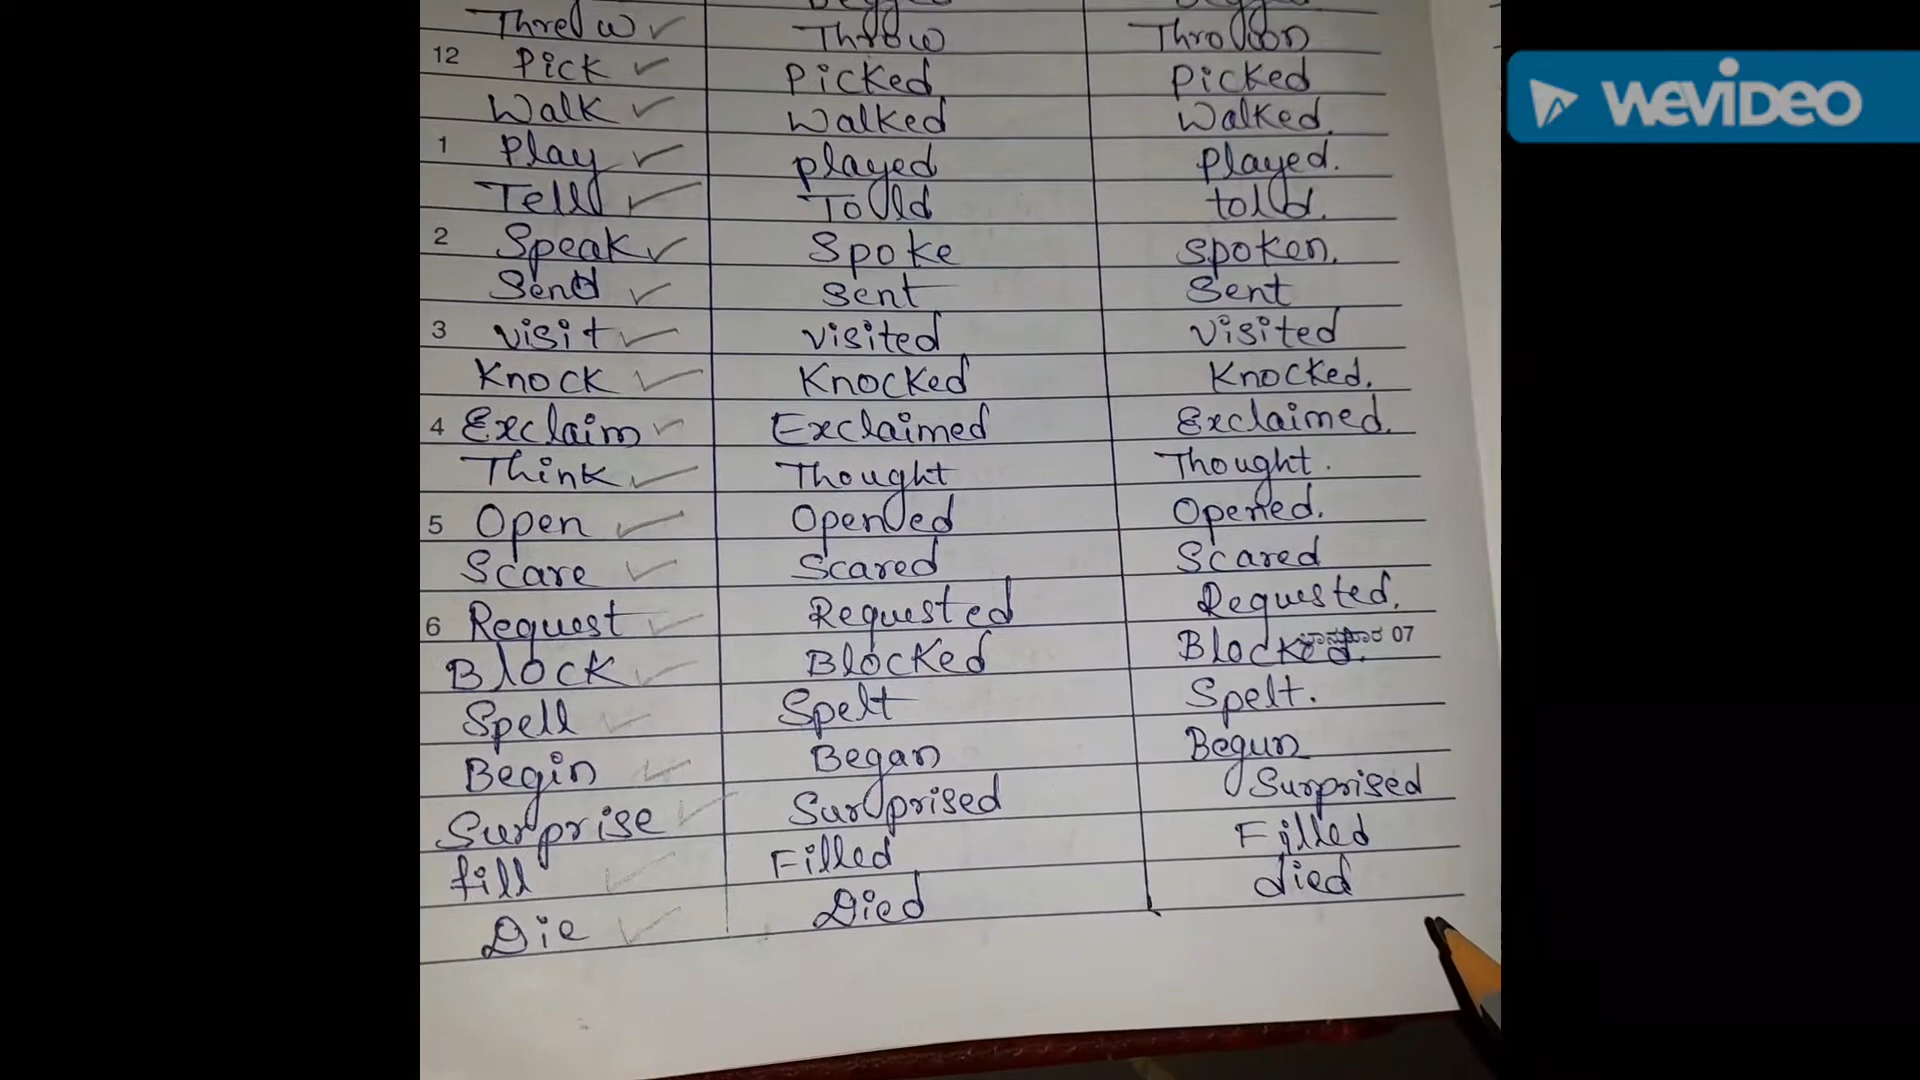 Threw Throw Thrown
12 Pick Picked Picked
Walk Walked Walked.
1 Play played Played.
Tell Told told.
2 Speak Spoke spoken.
Send Sent Sent
3 visit visited visited
Knock Knocked Knocked.
4 Exclaim Exclaimed Exclaimed.
Think Thought Thought.
5 Open Opened Opened.
Scare Scared Scared
6 Request Requested Requested.
Block Blocked Blocked. 07
Spell Spelt Spelt.
Begin Began Begun
Surprise Surprised Surprised
fill Filled Filled
Die Died died
WEVIDEO